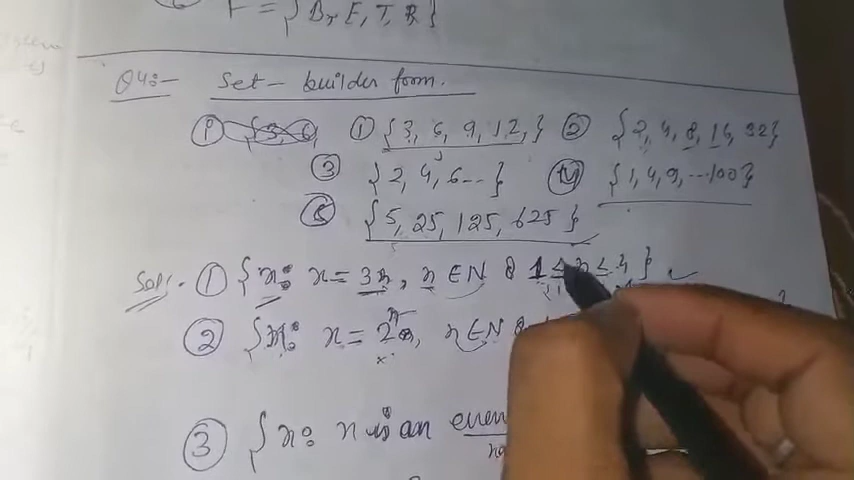 F = {B, E, T, R}
Q4:- Set-builder form.
① {3, 6, 9, 12,} ② {2, 4, 8, 16, 32}
③ {2, 4, 6...} {1, 4, 9, ...100}
⑤ {5, 25, 125, 625}
Soln. ① {x: x = 3n, n ∈ N & 1 ≤ n ≤ 4}
② {x: x = 2ⁿ, n ∈ N &
③ {x: x is an even